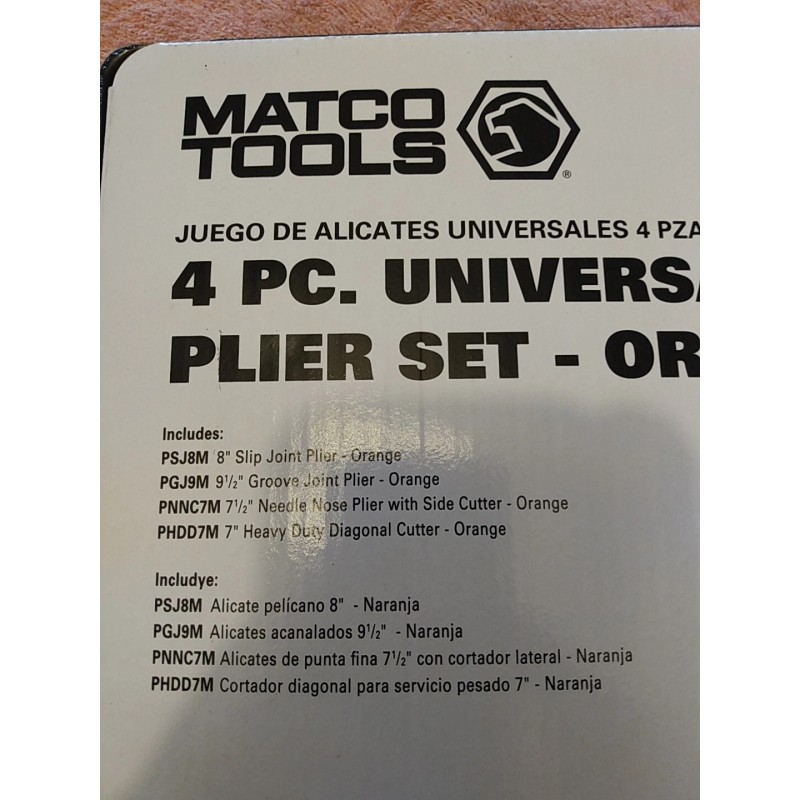 MATCO
TOOLS
®
JUEGO DE ALICATES UNIVERSALES 4 PZA
4 PC. UNIVERSA
PLIER SET - OR
Includes:
PSJ8M 8" Slip Joint Plier - Orange
PGJ9M 9½" Groove Joint Plier - Orange
PNNC7M 7½" Needle Nose Plier with Side Cutter - Orange
PHDD7M 7" Heavy Duty Diagonal Cutter - Orange
Includye:
PSJ8M Alicate pelícano 8" - Naranja
PGJ9M Alicates acanalados 9½" - Naranja
PNNC7M Alicates de punta fina 7½" con cortador lateral - Naranja
PHDD7M Cortador diagonal para servicio pesado 7" - Naranja